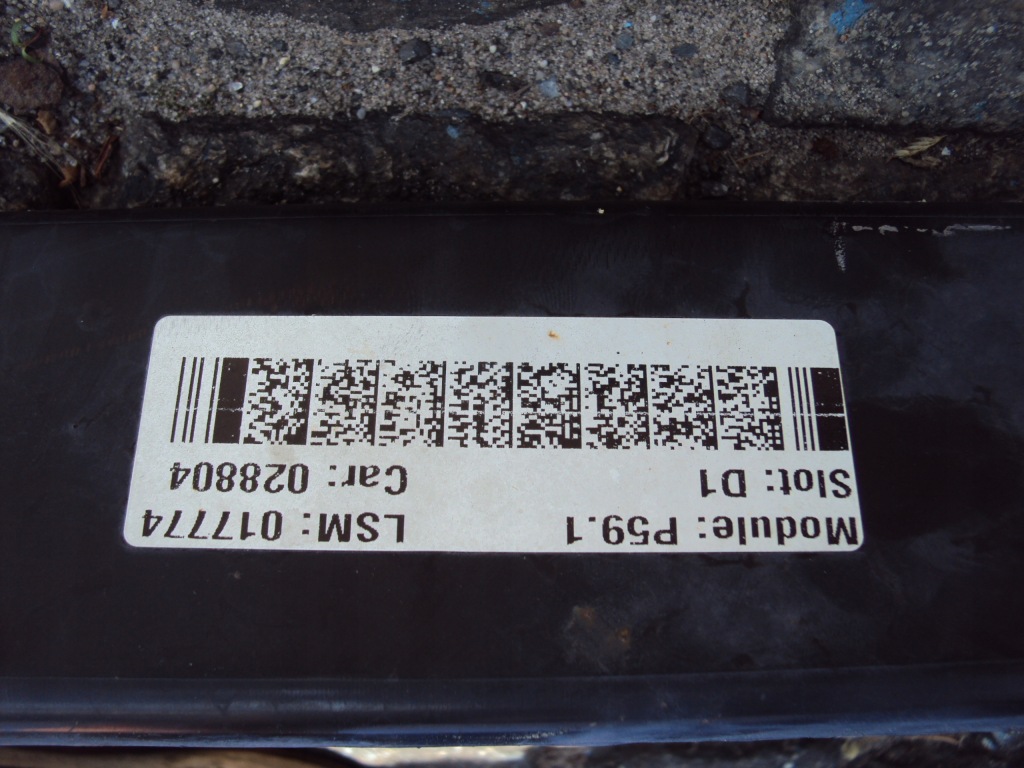 Module: P59.1 LSM: 017774
Slot: D1 Car: 028804